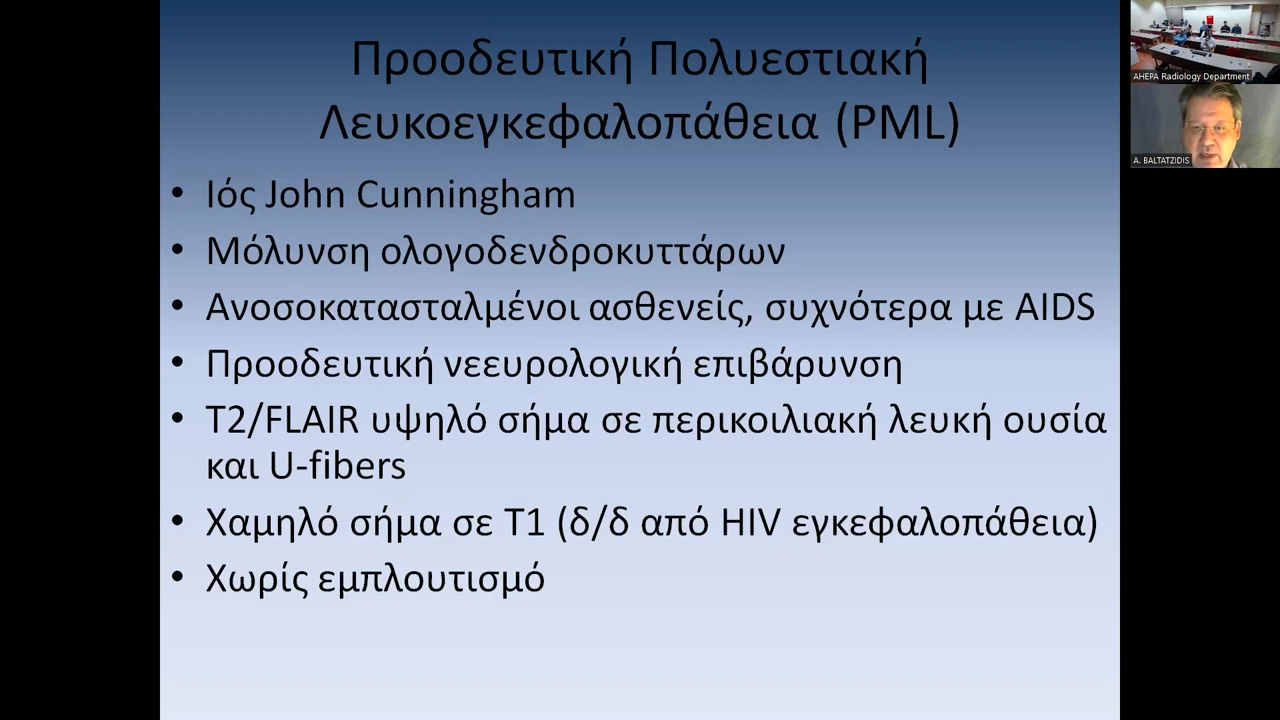 Προοδευτική Πολυεστιακή
Λευκοεγκεφαλοπάθεια (PML)
• Ιός John Cunningham
• Μόλυνση ολογοδενδροκυττάρων
• Ανοσοκατασταλμένοι ασθενείς, συχνότερα με AIDS
• Προοδευτική νεευρολογική επιβάρυνση
• T2/FLAIR υψηλό σήμα σε περικοιλιακή λευκή ουσία
και U-fibers
• Χαμηλό σήμα σε T1 (δ/δ από HIV εγκεφαλοπάθεια)
• Χωρίς εμπλουτισμό
AHEPA Radiology Department
A. BALTATZIDIS